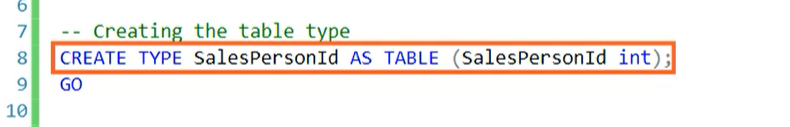 6
7 -- Creating the table type
8 CREATE TYPE SalesPersonId AS TABLE (SalesPersonId int);
9 GO
10